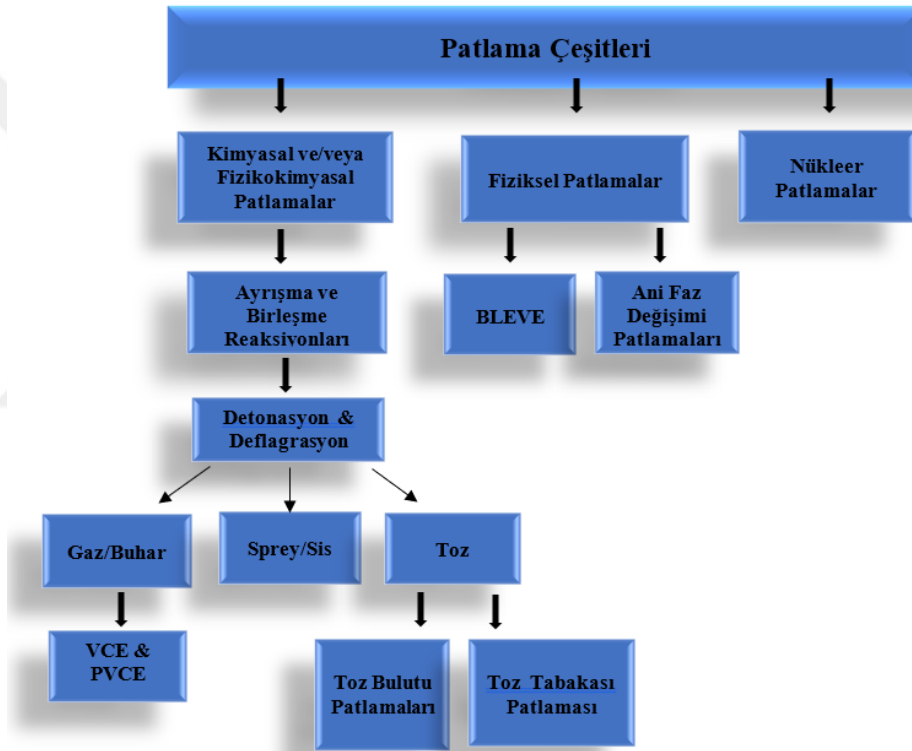 Patlama Çeşitleri
Kimyasal ve/veya
Fizikokimyasal
Patlamalar
Fiziksel Patlamalar
Nükleer
Patlamalar
Ayrışma ve
Birleşme
Reaksivonları
BLEVE
Ani Faz
Değişimi
Patlamaları
Detonasyon &
Deflagrasyon
Gaz/Buhar
Sprey/Sis
Toz
VCE &
PVCE
Toz Bulutu
Patlamaları
Toz Tabakası
Patlaması